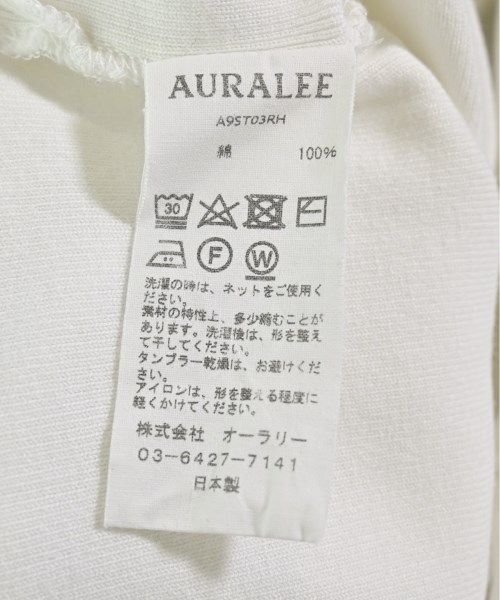 AURALEE
A9ST03RH
綿 100%
30
F W
洗濯の時は、ネットをご使用く
ださい。
素材の特性上、多少縮むことが
あります。洗濯後は、形を整え
て干してください。
タンブラー乾燥は、お避けくだ
さい。
アイロンは、形を整える程度に
軽くかけてください。
株式会社 オーラリー
03-6427-7141
日本製